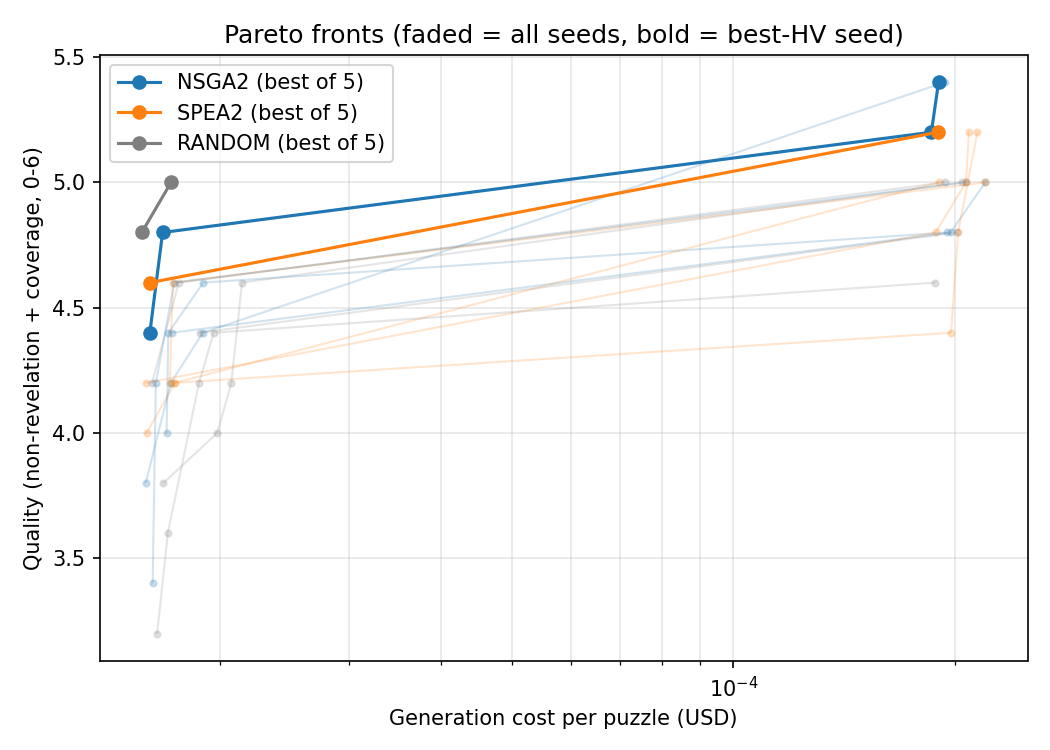 Pareto fronts (faded = all seeds, bold = best-HV seed)
NSGA2 (best of 5)
SPEA2 (best of 5)
RANDOM (best of 5)
Quality (non-revelation + coverage, 0-6)
5.5
5.0
4.5
4.0
3.5
10⁻⁴
Generation cost per puzzle (USD)